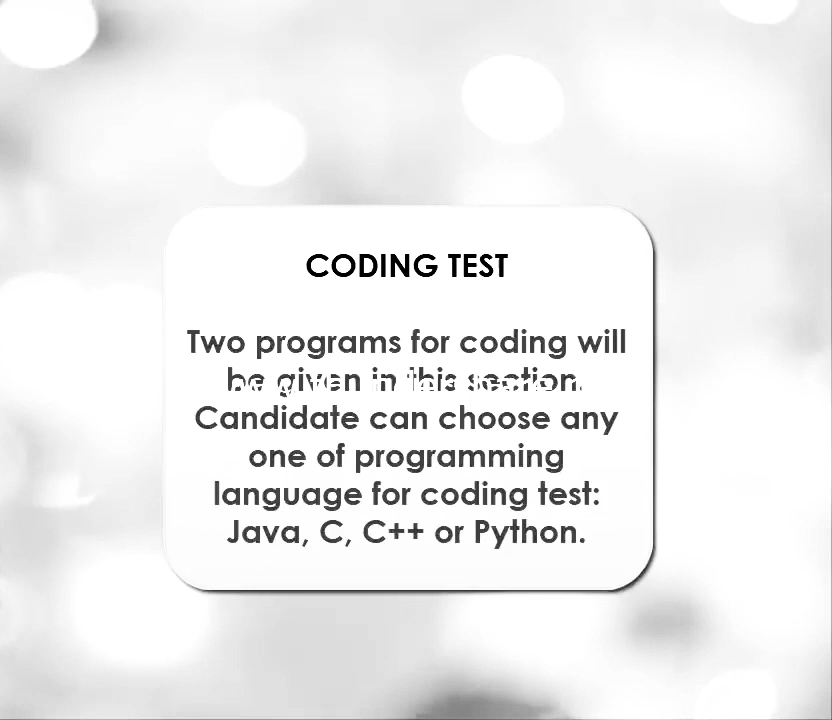 CODING TEST
Two programs for coding will
be given in this section.
Candidate can choose any
one of programming
language for coding test:
Java, C, C++ or Python.